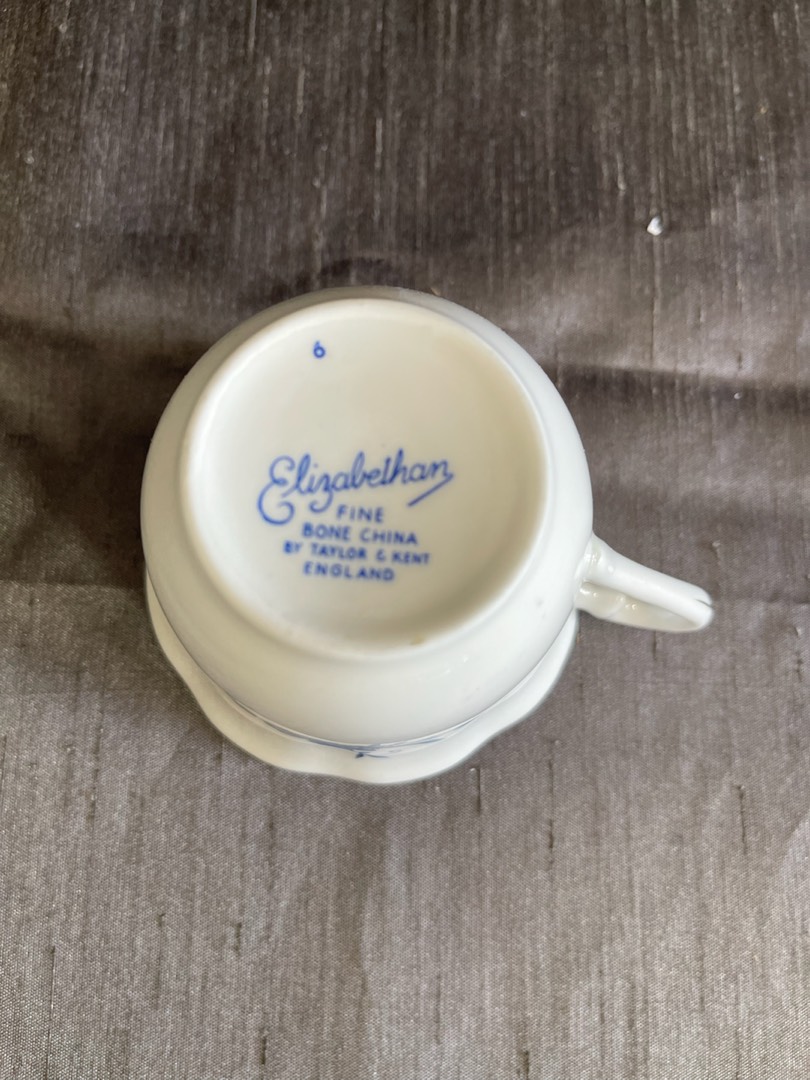 6
Elizabethan
FINE
BONE CHINA
BY TAYLOR & KENT
ENGLAND